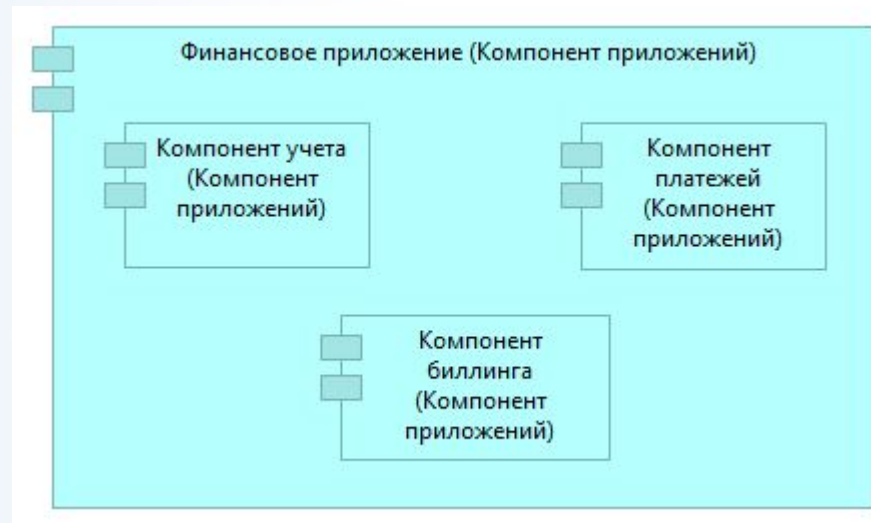 Финансовое приложение (Компонент приложений)
Компонент учета
(Компонент
приложений)
Компонент
платежей
(Компонент
приложений)
Компонент
биллинга
(Компонент
приложений)